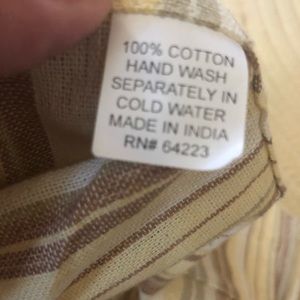 100% COTTON
HAND WASH
SEPARATELY IN
COLD WATER
MADE IN INDIA
RN# 64223